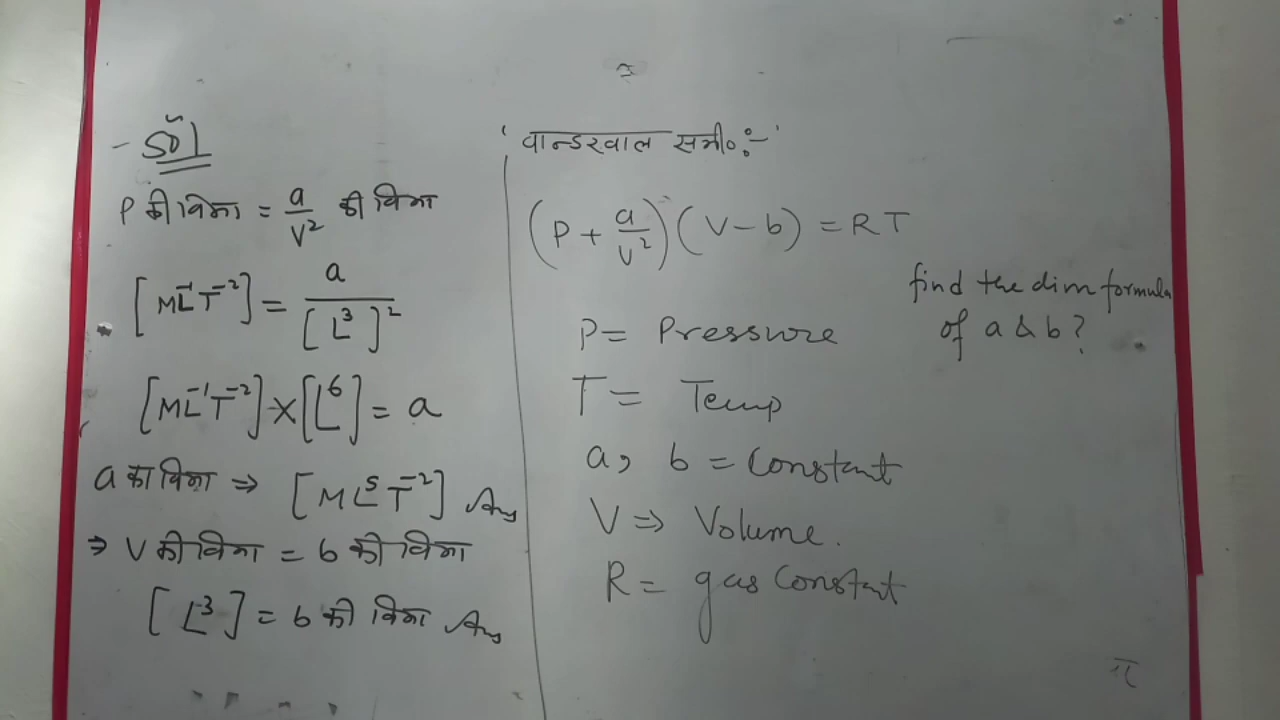 Sol
P की विमा = a/V² की विमा
[ML⁻¹T⁻²] = a/[L³]²
[ML⁻¹T⁻²]×[L⁶] = a
a का विमा ⇒ [ML⁵T⁻²] Ans
⇒ V की विमा = b की विमा
[L³] = b की विमा Ans
' वान्डरवाल समी०:- '
(P + a/V²)(V-b) = RT
find the dim formula
of a & b?
P = Pressure
T = Temp
a, b = Constant
V ⇒ Volume.
R = gas Constant